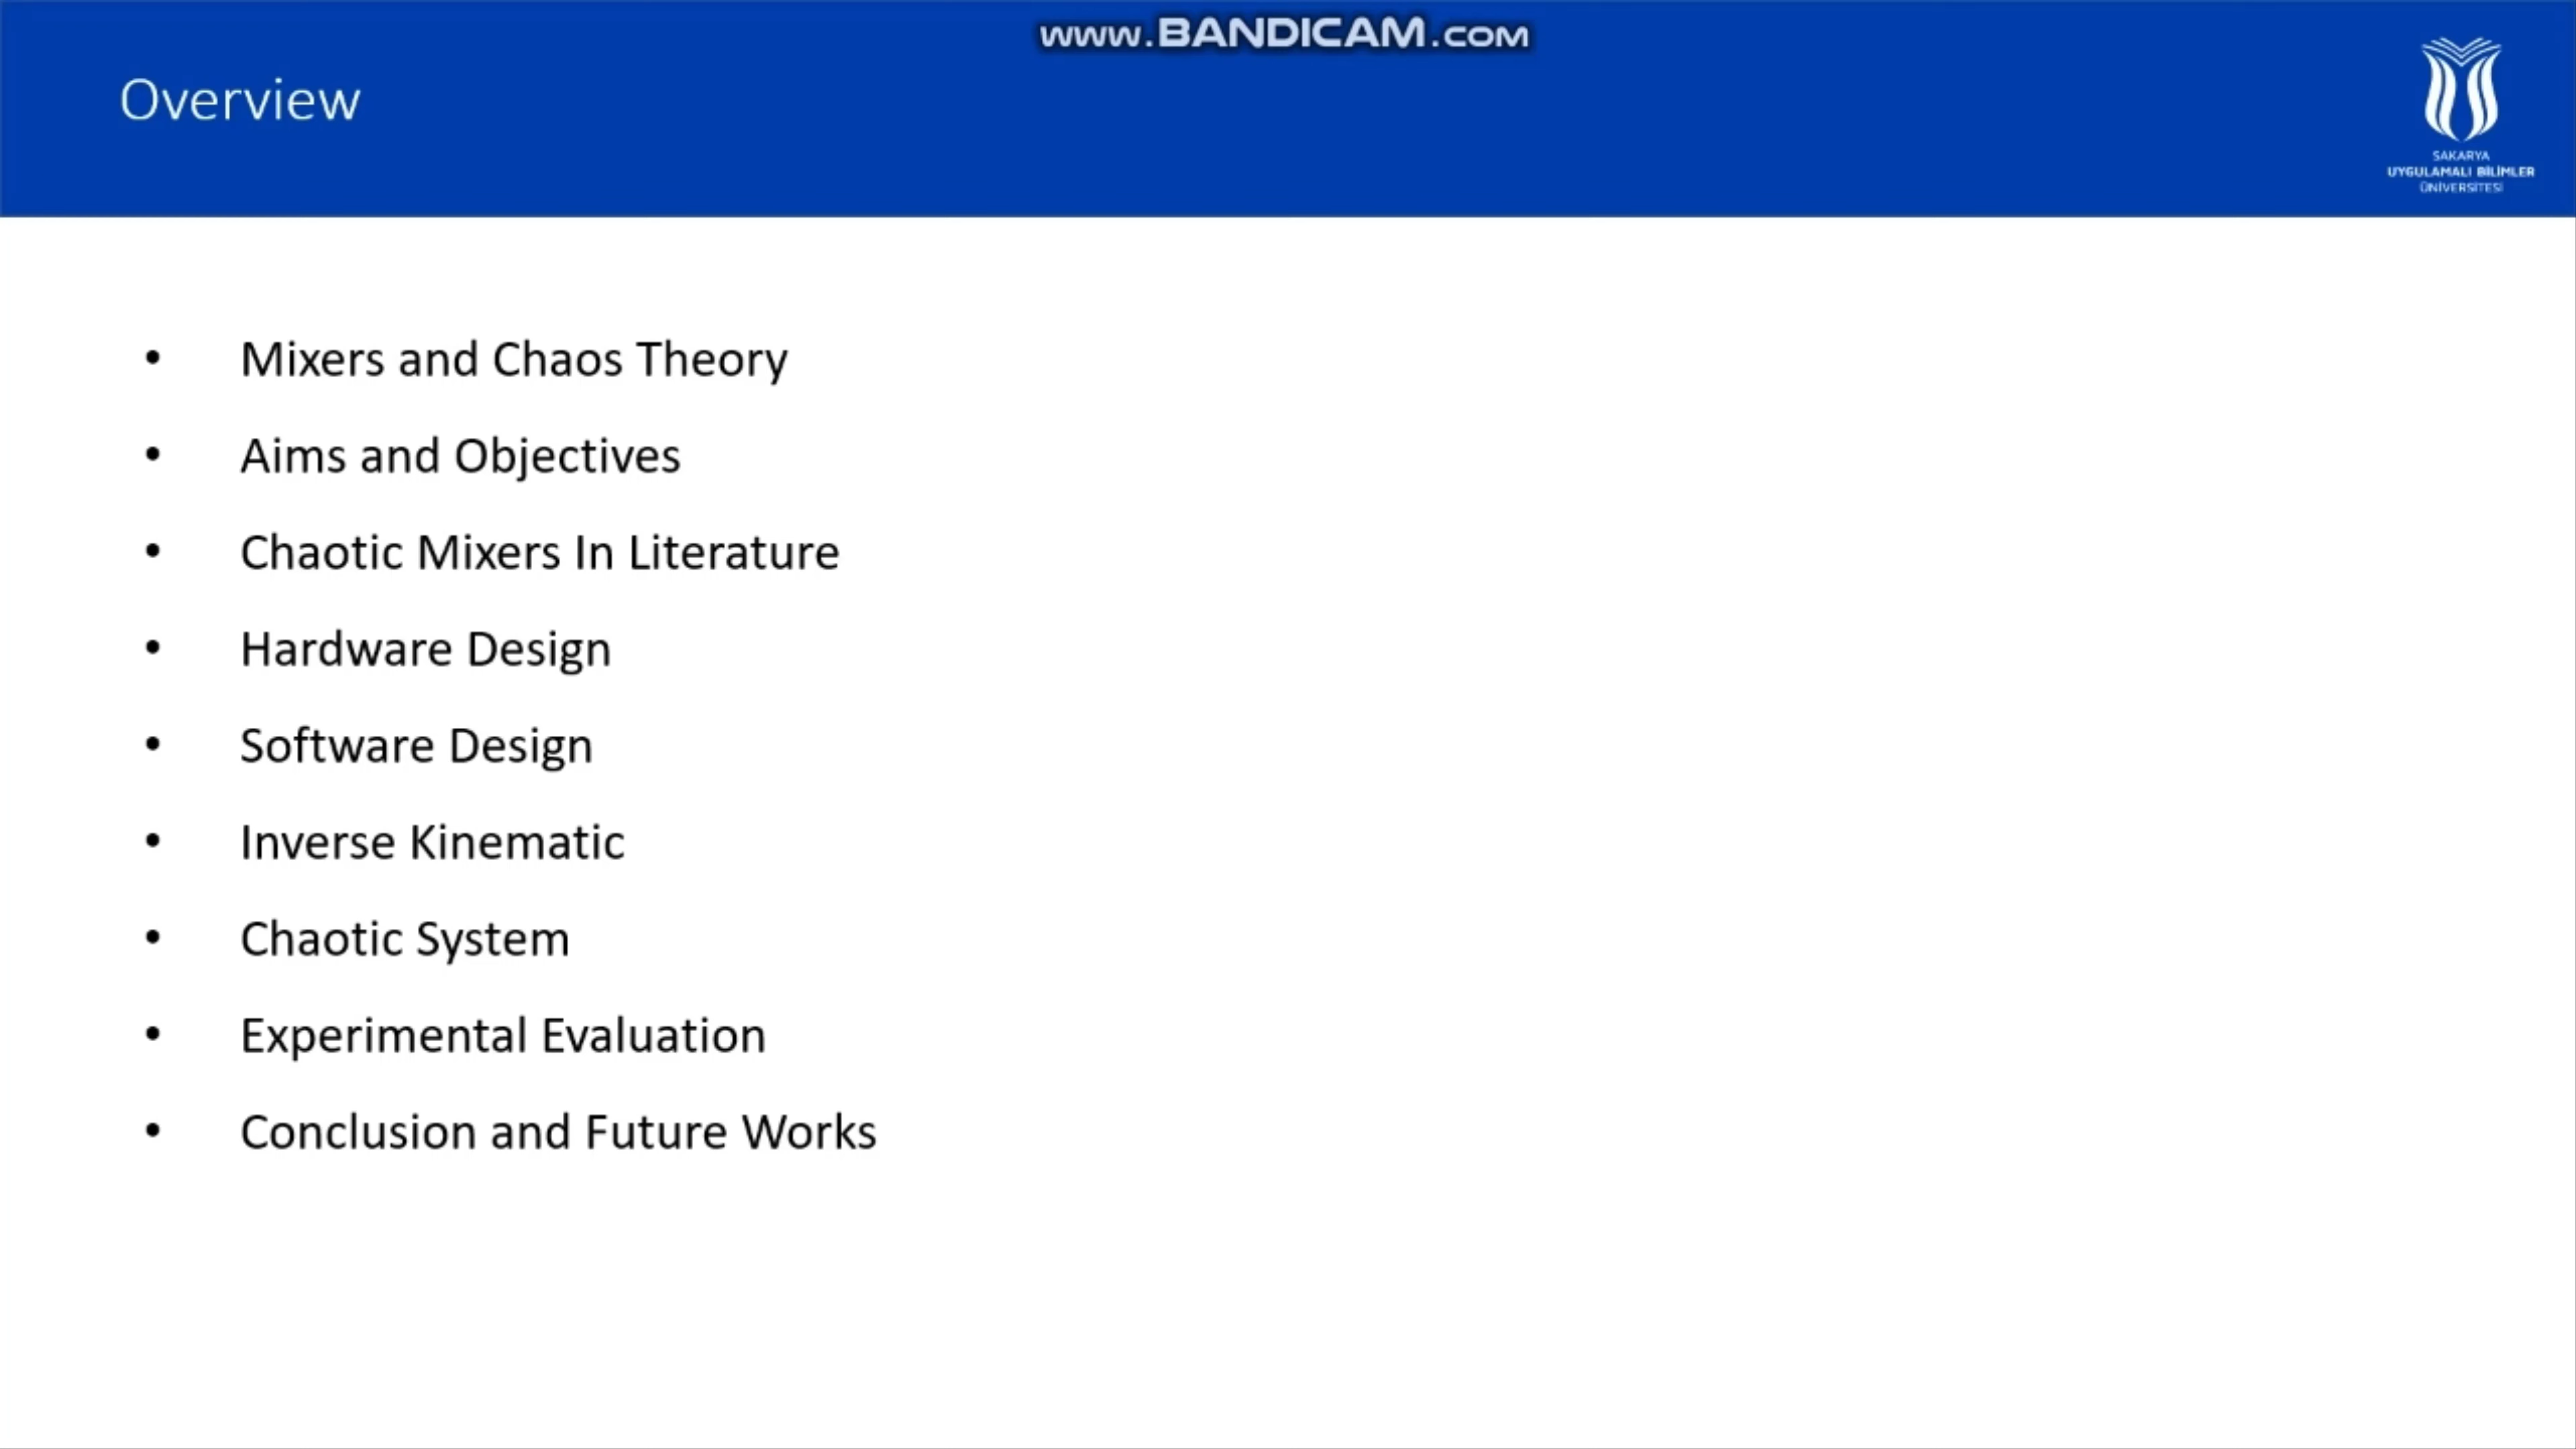 www.BANDICAM.com
Overview
SAKARYA
UYGULAMALI BİLİMLER
ÜNİVERSİTESİ
• Mixers and Chaos Theory
• Aims and Objectives
• Chaotic Mixers In Literature
• Hardware Design
• Software Design
• Inverse Kinematic
• Chaotic System
• Experimental Evaluation
• Conclusion and Future Works